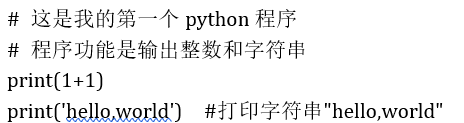 # 这是我的第一个 python 程序
# 程序功能是输出整数和字符串
print(1+1)
print('hello,world')    #打印字符串"hello,world"